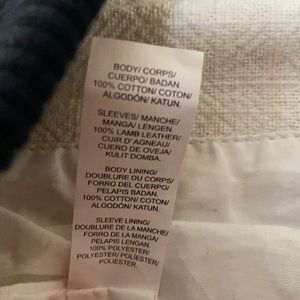 BODY/ CORPS/
CUERPO/ BADAN
100% COTTON/ COTON/
ALGODÓN/ KATUN.
SLEEVES/ MANCHE/
MANGA/ LENGEN.
100% LAMB LEATHER/
CUIR D' AGNEAU/
CUERO DE OVEJA/
KULIT DOMBA.
BODY LINING/
DOUBLURE DU CORPS/
FORRO DEL CUERPO/
PELAPIS BADAN.
100% COTTON/ COTON/
ALGODÓN/ KATUN.
SLEEVE LINING/
DOUBLURE DE LA MANCHE/
FORRO DE LA MANGA/
PELAPIS LENGAN.
100% POLYESTER/
POLYESTER/ POLÍESTER/
POLIESTER.